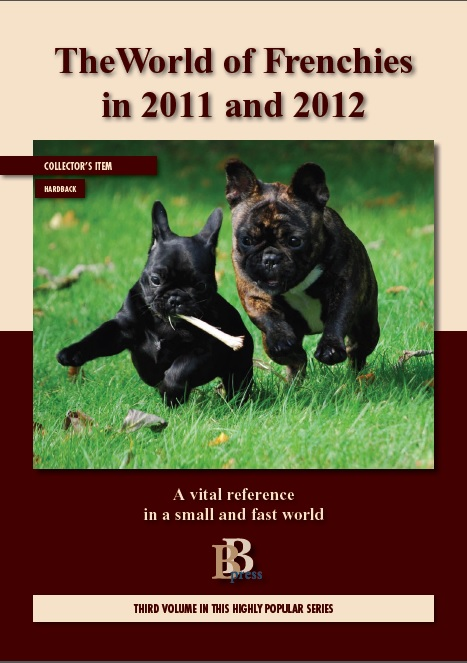 TheWorld of Frenchies
in 2011 and 2012
COLLECTOR'S ITEM
HARDBACK
A vital reference
in a small and fast world
BB
press
THIRD VOLUME IN THIS HIGHLY POPULAR SERIES